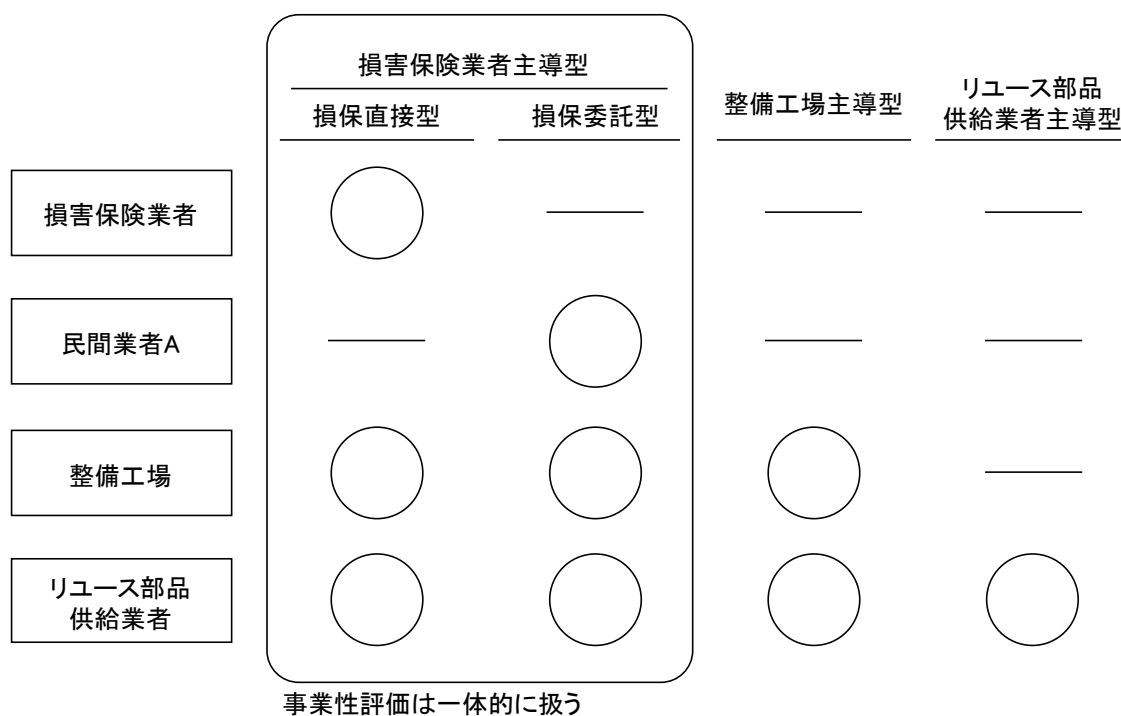 損害保険業者主導型
損保直接型
損保委託型
整備工場主導型
リユース部品
供給業者主導型
損害保険業者
民間業者A
整備工場
リユース部品
供給業者
事業性評価は一体的に扱う